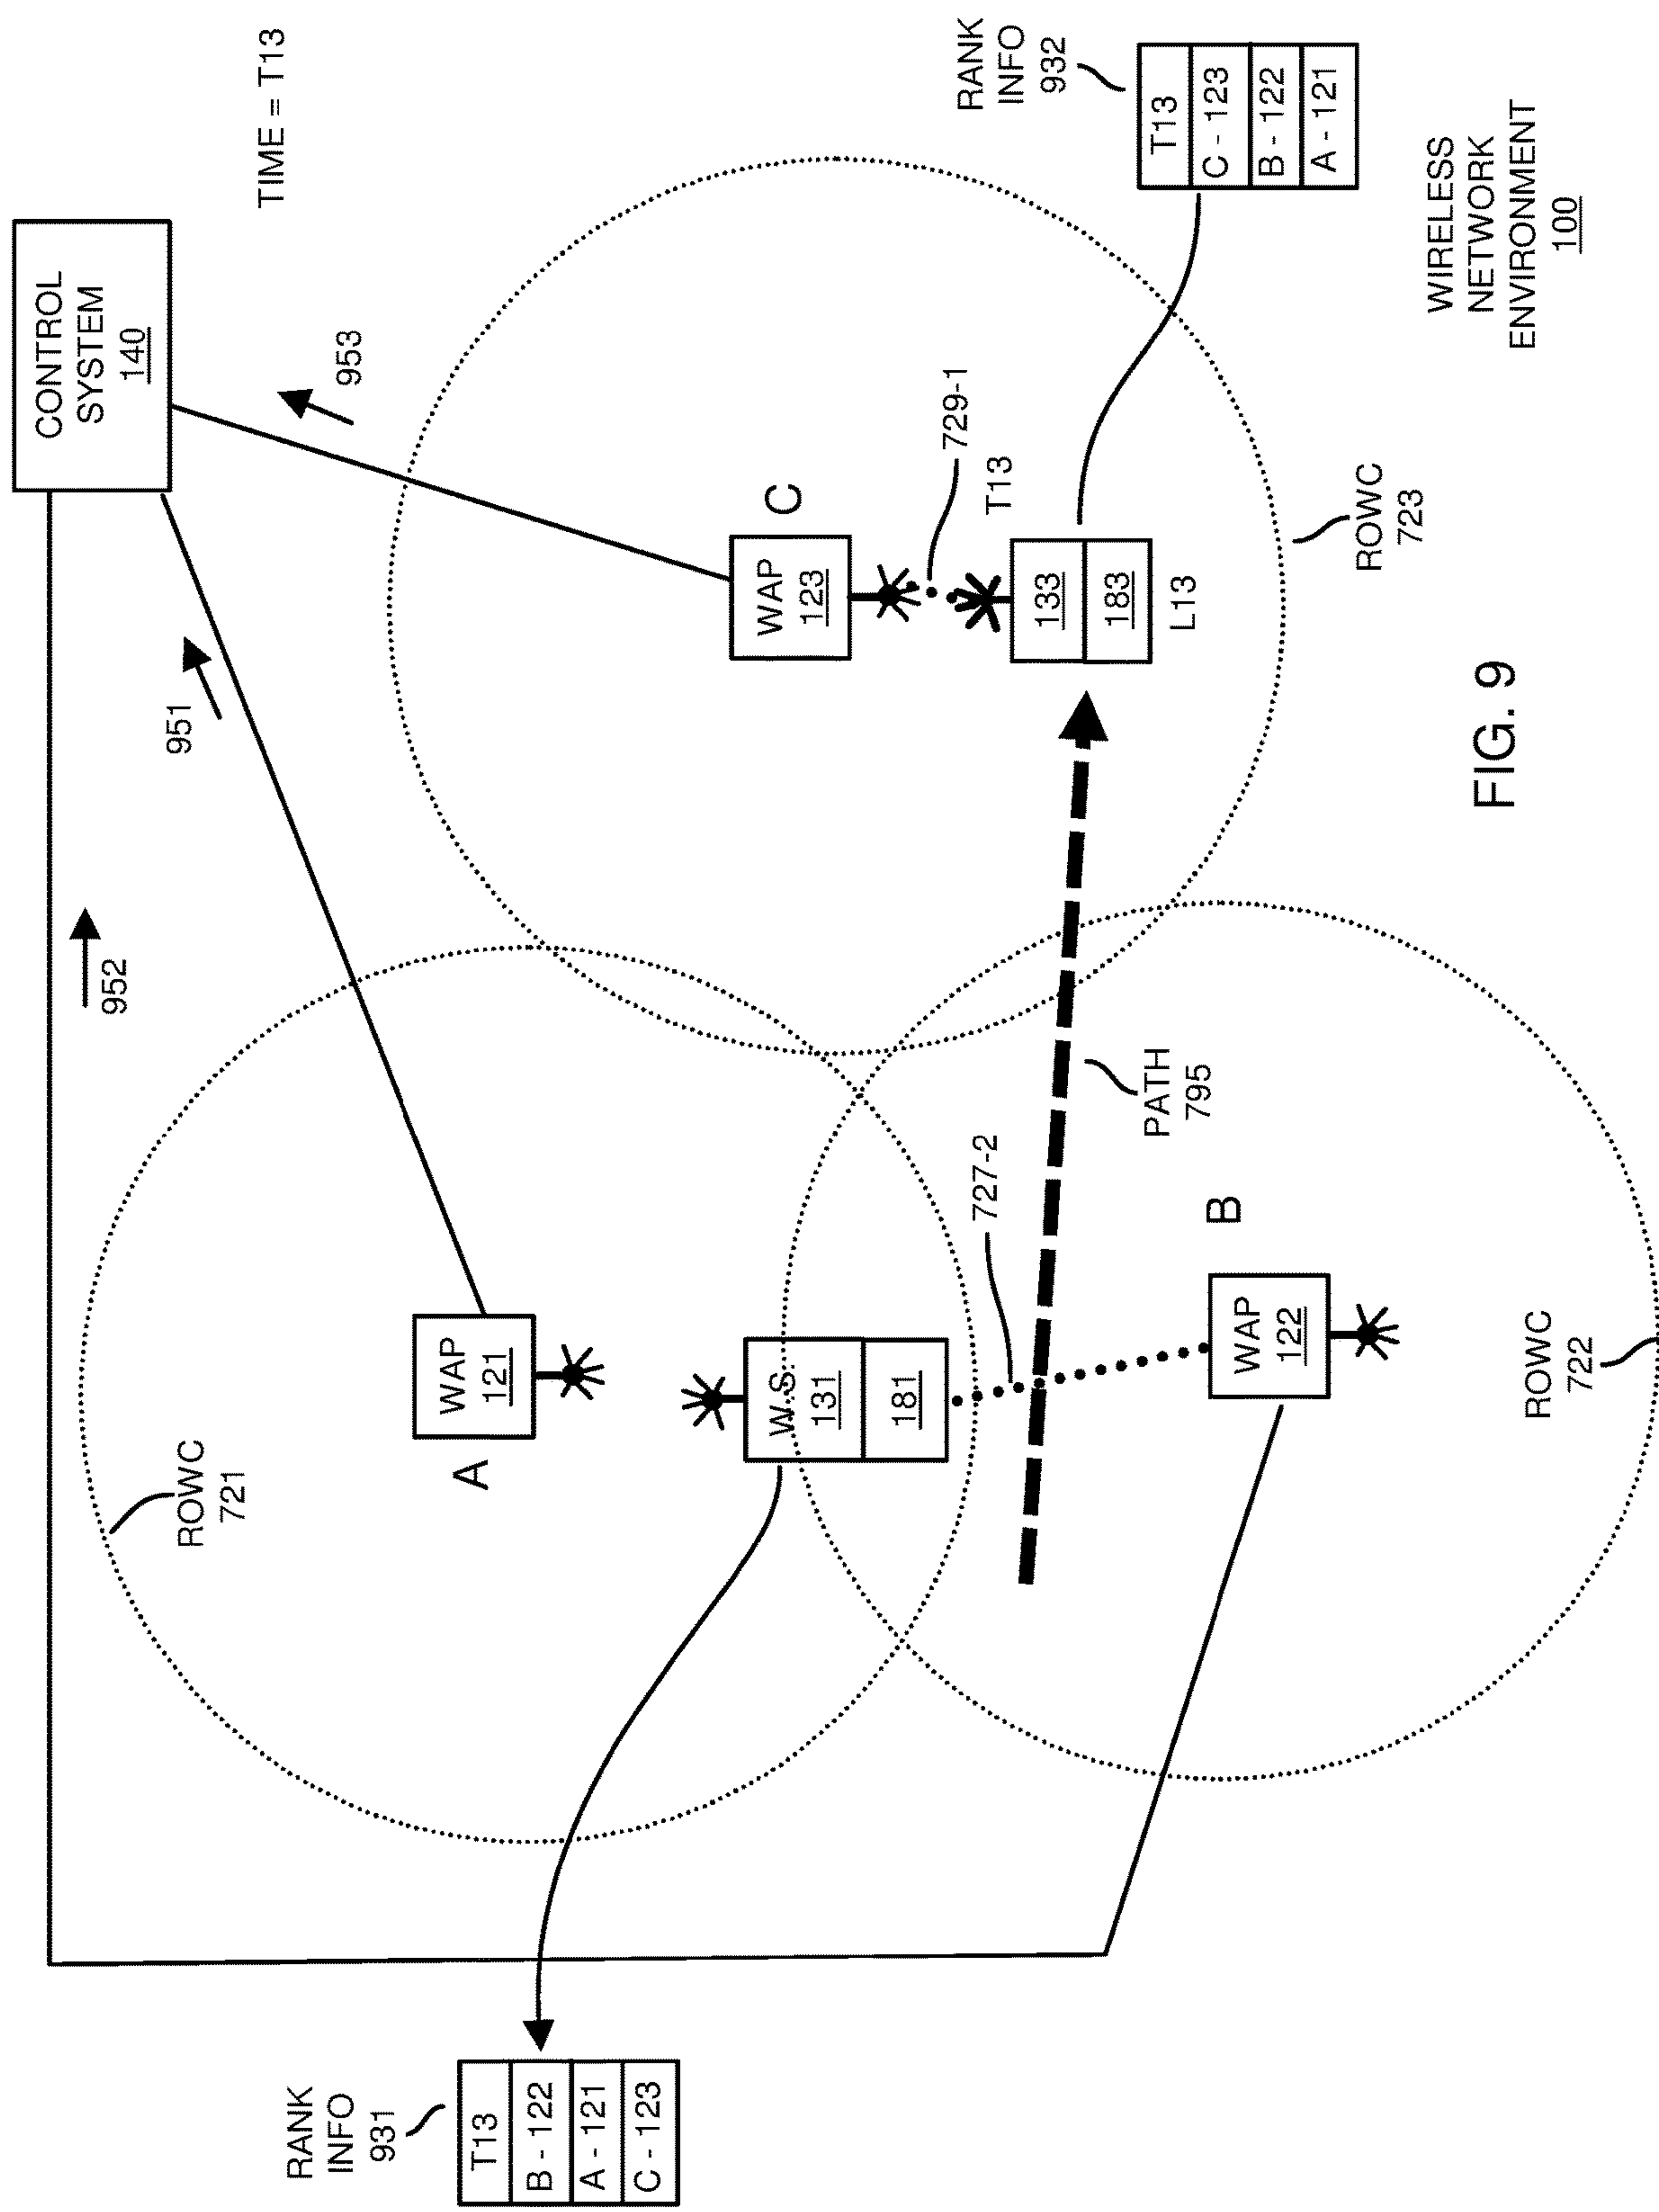 CONTROL
SYSTEM
140
TIME = T13
952
951
953
RANK
INFO
931
T13
B - 122
A - 121
C - 123
ROWC
721
A
WAP
121
W.S.
131
181
727-2
B
WAP
122
ROWC
722
PATH
795
C
WAP
123
729-1
T13
133
183
L13
ROWC
723
RANK
INFO
932
T13
C - 123
B - 122
A - 121
WIRELESS
NETWORK
ENVIRONMENT
100
FIG. 9